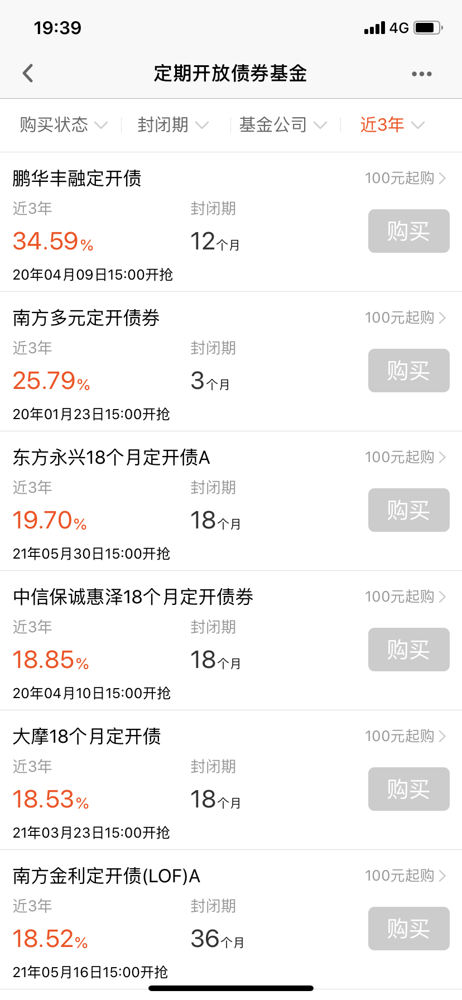 19:39
4G
定期开放债券基金
购买状态 封闭期 基金公司 近3年
鹏华丰融定开债 100元起购
近3年 封闭期
34.59% 12个月 购买
20年04月09日15:00开抢
南方多元定开债券 100元起购
近3年 封闭期
25.79% 3个月 购买
20年01月23日15:00开抢
东方永兴18个月定开债A 100元起购
近3年 封闭期
19.70% 18个月 购买
21年05月30日15:00开抢
中信保诚惠泽18个月定开债券 100元起购
近3年 封闭期
18.85% 18个月 购买
20年04月10日15:00开抢
大摩18个月定开债 100元起购
近3年 封闭期
18.53% 18个月 购买
21年03月23日15:00开抢
南方金利定开债(LOF)A 100元起购
近3年 封闭期
18.52% 36个月 购买
21年05月16日15:00开抢